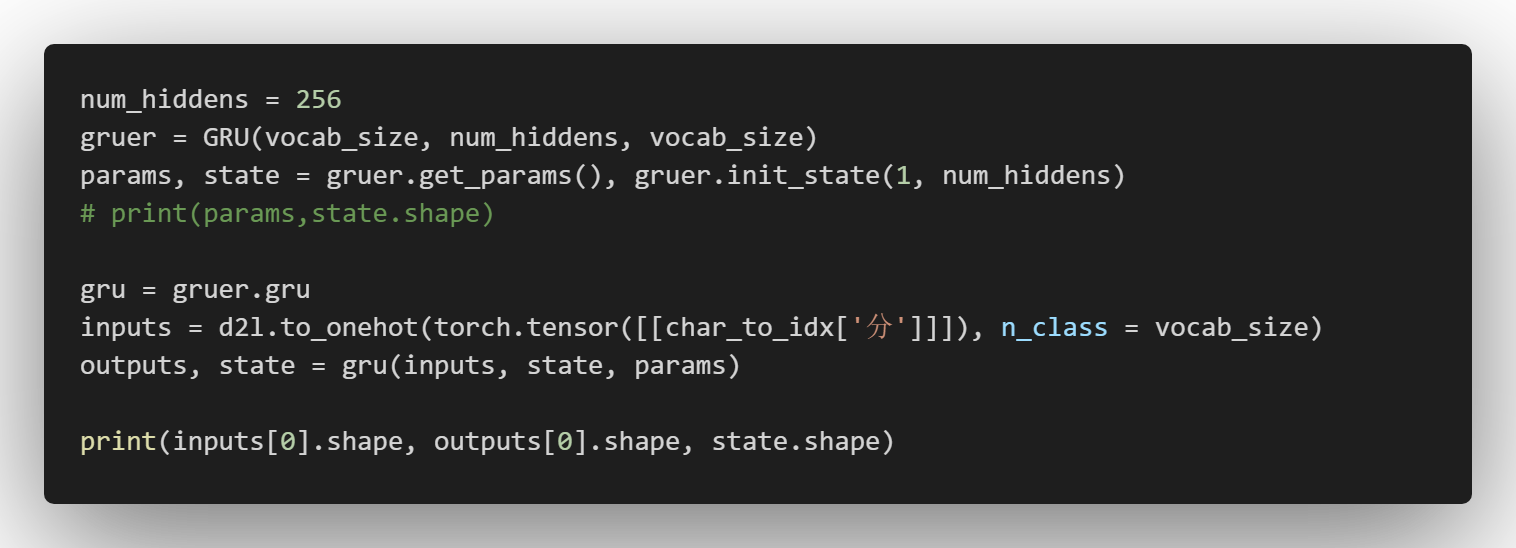 num_hiddens = 256
gruer = GRU(vocab_size, num_hiddens, vocab_size)
params, state = gruer.get_params(), gruer.init_state(1, num_hiddens)
# print(params,state.shape)
gru = gruer.gru
inputs = d2l.to_onehot(torch.tensor([[char_to_idx['分']]]), n_class = vocab_size)
outputs, state = gru(inputs, state, params)
print(inputs[0].shape, outputs[0].shape, state.shape)